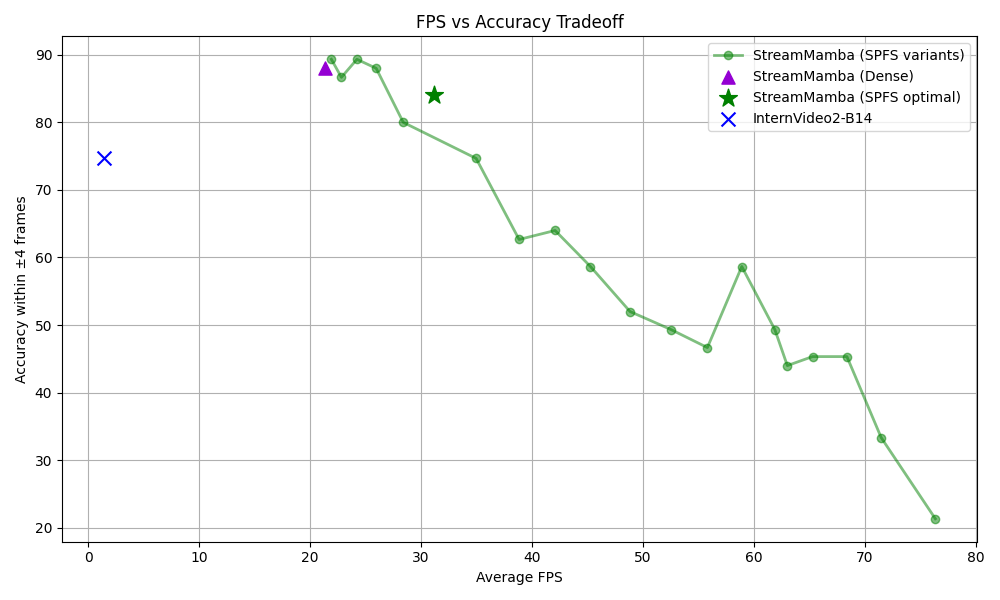 FPS vs Accuracy Tradeoff
StreamMamba (SPFS variants)
StreamMamba (Dense)
StreamMamba (SPFS optimal)
InternVideo2-B14
Accuracy within ±4 frames
90
80
70
60
50
40
30
20
0 10 20 30 40 50 60 70 80
Average FPS